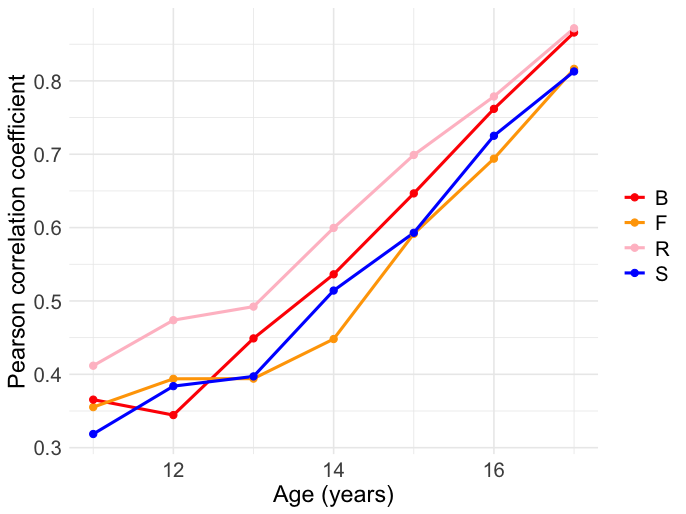 Pearson correlation coefficient
0.8
0.7
0.6
0.5
0.4
0.3
12 14 16
Age (years)
B
F
R
S